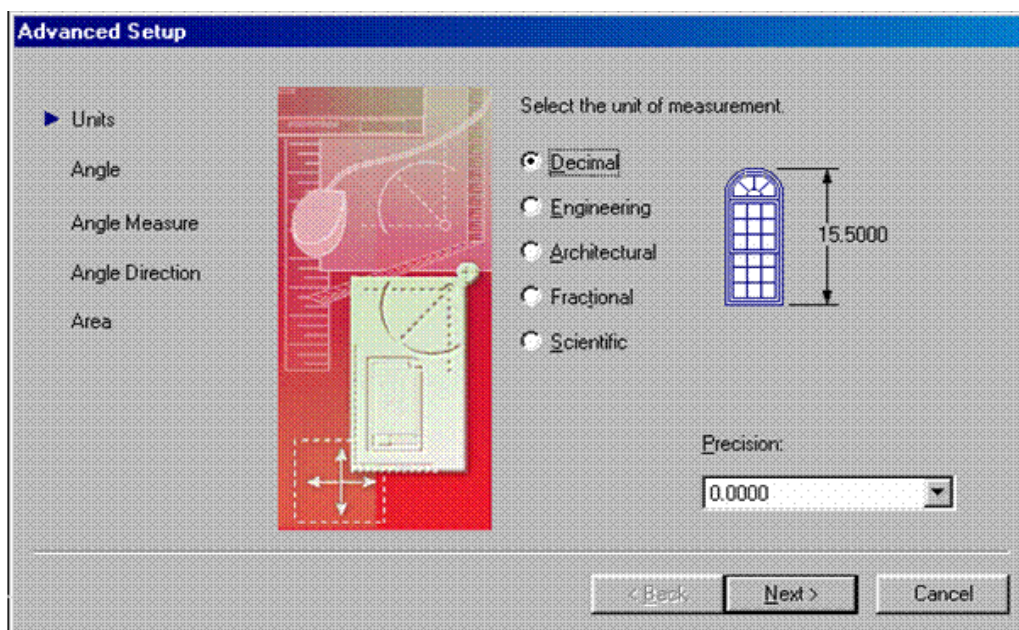 Advanced Setup
Units
Angle
Angle Measure
Angle Direction
Area
Select the unit of measurement.
Decimal
Engineering
Architectural
Fractional
Scientific
15.5000
Precision:
0.0000
< Back
Next >
Cancel